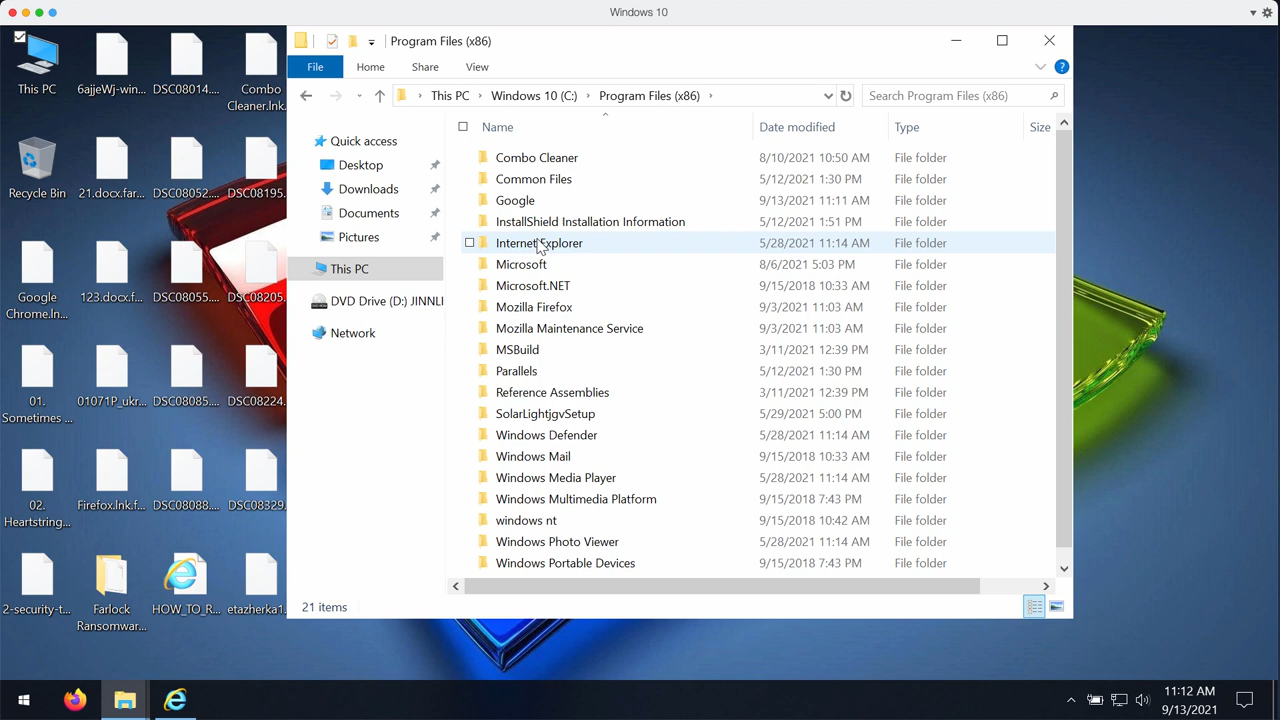 Windows 10
Program Files (x86)
File
Home
Share
View
This PC
Windows 10 (C:)
Program Files (x86)
Search Program Files (x86)
Name
Date modified
Type
Size
Quick access
Desktop
Downloads
Documents
Pictures
This PC
DVD Drive (D:) JINNLI
Network
Combo Cleaner 8/10/2021 10:50 AM File folder
Common Files 5/12/2021 1:30 PM File folder
Google 9/13/2021 11:11 AM File folder
InstallShield Installation Information 5/12/2021 1:51 PM File folder
Internet Explorer 5/28/2021 11:14 AM File folder
Microsoft 8/6/2021 5:03 PM File folder
Microsoft.NET 9/15/2018 10:33 AM File folder
Mozilla Firefox 9/3/2021 11:03 AM File folder
Mozilla Maintenance Service 9/3/2021 11:03 AM File folder
MSBuild 3/11/2021 12:39 PM File folder
Parallels 5/12/2021 1:30 PM File folder
Reference Assemblies 3/11/2021 12:39 PM File folder
SolarLightjgvSetup 5/29/2021 5:00 PM File folder
Windows Defender 5/28/2021 11:14 AM File folder
Windows Mail 9/15/2018 10:33 AM File folder
Windows Media Player 5/28/2021 11:14 AM File folder
Windows Multimedia Platform 9/15/2018 7:43 PM File folder
windows nt 9/15/2018 10:42 AM File folder
Windows Photo Viewer 5/28/2021 11:14 AM File folder
Windows Portable Devices 9/15/2018 7:43 PM File folder
21 items
This PC
6ajjeWj-win...
DSC08014....
Combo
Cleaner.lnk...
Recycle Bin
21.docx.far...
DSC08052....
DSC08195.
Google
Chrome.ln...
123.docx.f...
DSC08055....
DSC08205.
01.
Sometimes ...
01071P_ukr...
DSC08085....
DSC08224.
02.
Heartstring...
Firefox.lnk.f...
DSC08088....
DSC08329.
2-security-t...
Farlock
Ransomwar...
HOW_TO_R...
etazherka1.
11:12 AM
9/13/2021